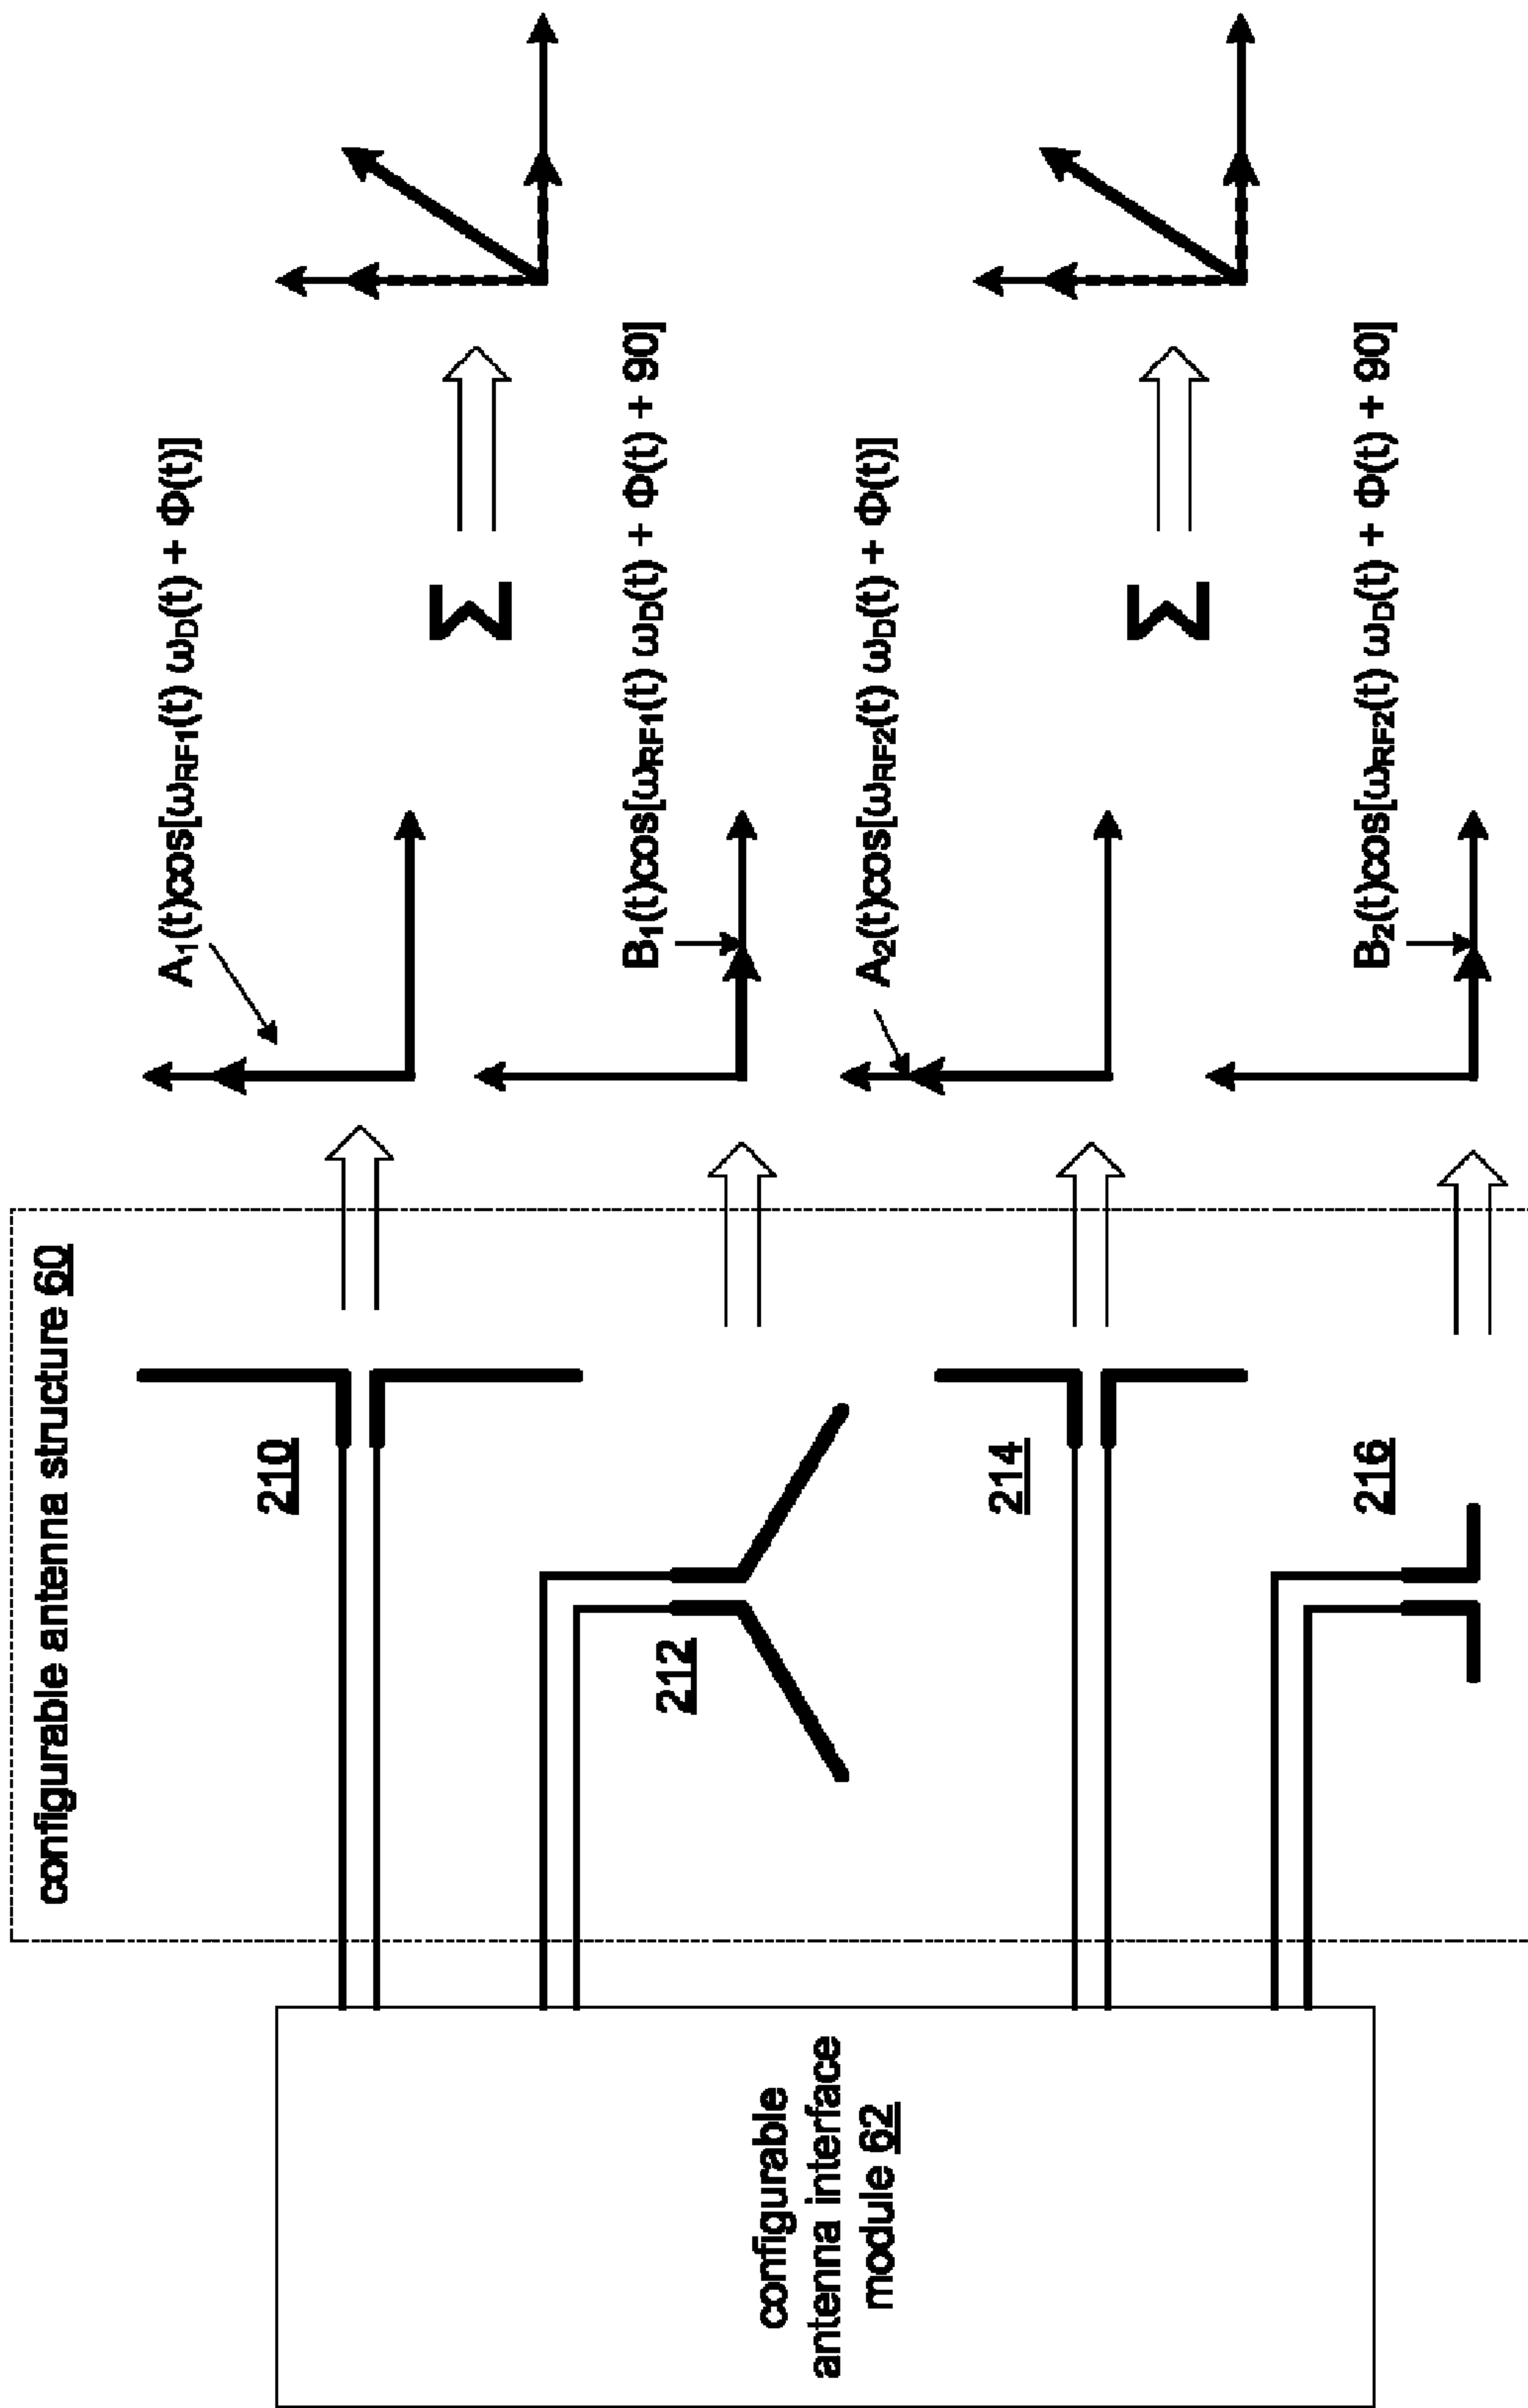 configurable antenna structure 60
210
212
214
216
configurable
antenna interface
module 62
A₁(t)cos[ωRF1(t) ωD(t) + Φ(t)]
Σ
B₁(t)cos[ωRF1(t) ωD(t) + Φ(t) + 90]
A₂(t)cos[ωRF2(t) ωD(t) + Φ(t)]
Σ
B₂(t)cos[ωRF2(t) ωD(t) + Φ(t) + 90]